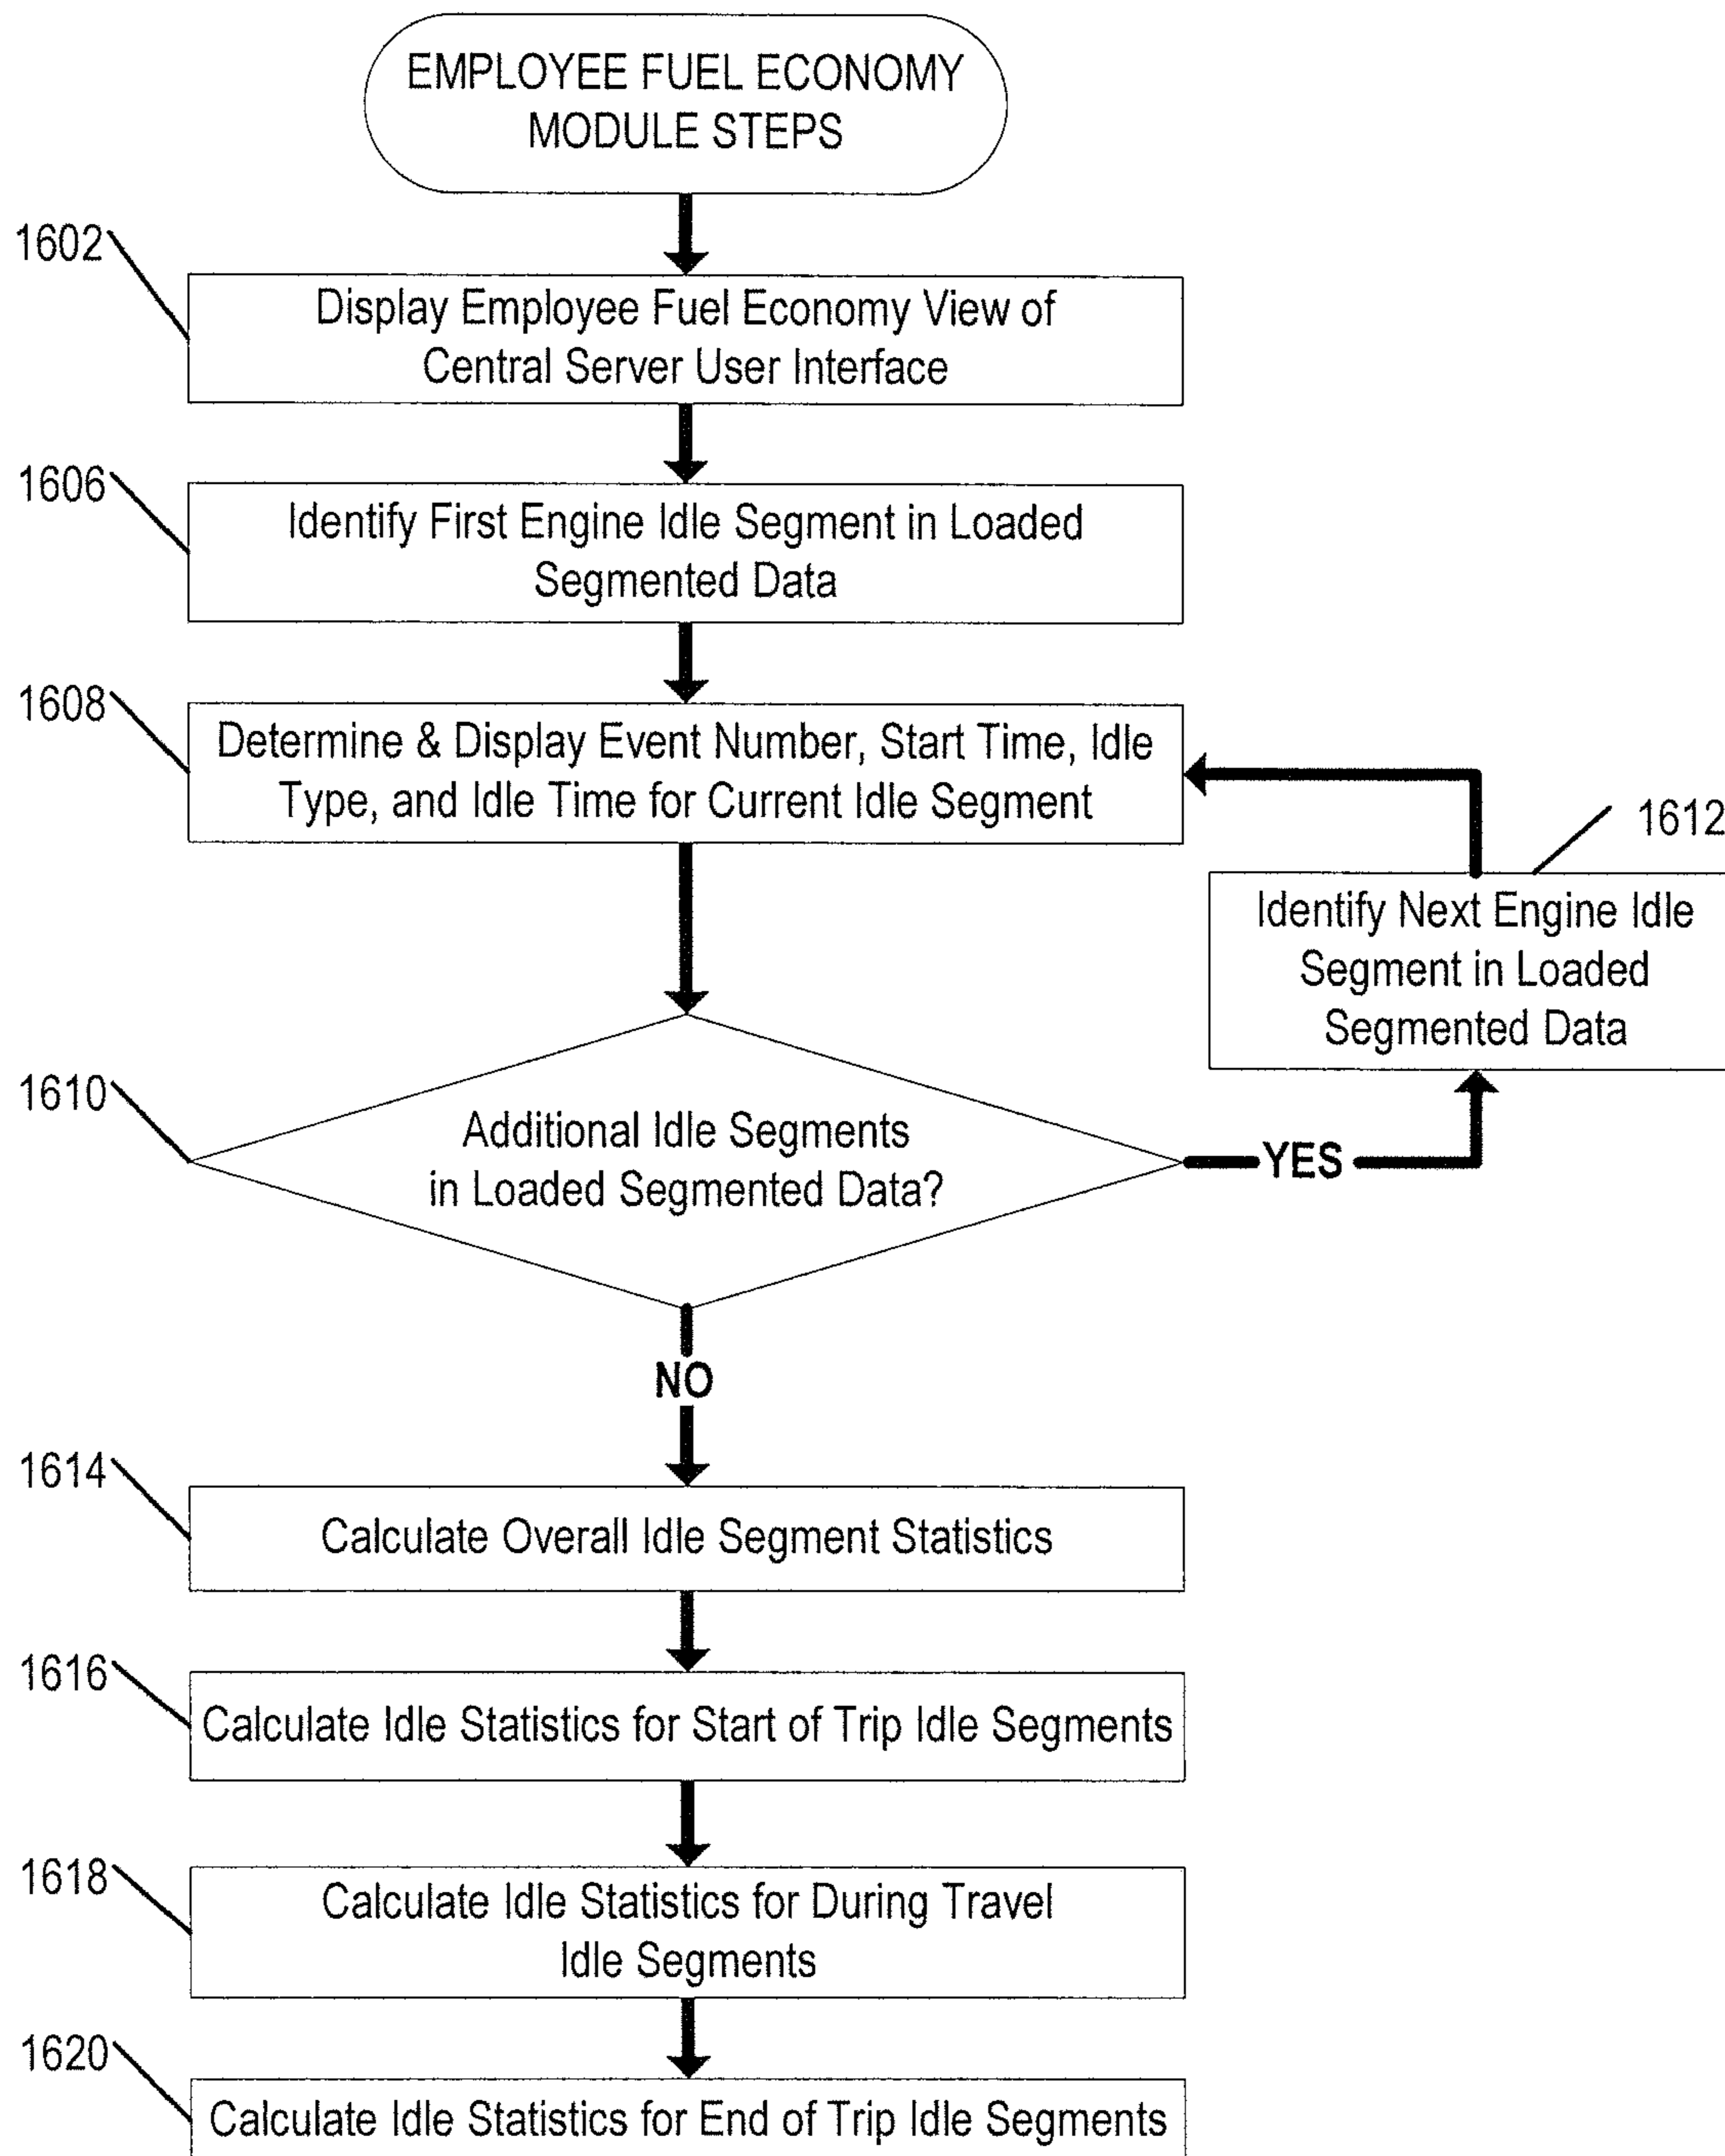 EMPLOYEE FUEL ECONOMY
MODULE STEPS
1602
Display Employee Fuel Economy View of
Central Server User Interface
1606
Identify First Engine Idle Segment in Loaded
Segmented Data
1608
Determine & Display Event Number, Start Time, Idle
Type, and Idle Time for Current Idle Segment
1612
Identify Next Engine Idle
Segment in Loaded
Segmented Data
1610
Additional Idle Segments
in Loaded Segmented Data?
YES
NO
1614
Calculate Overall Idle Segment Statistics
1616
Calculate Idle Statistics for Start of Trip Idle Segments
1618
Calculate Idle Statistics for During Travel
Idle Segments
1620
Calculate Idle Statistics for End of Trip Idle Segments